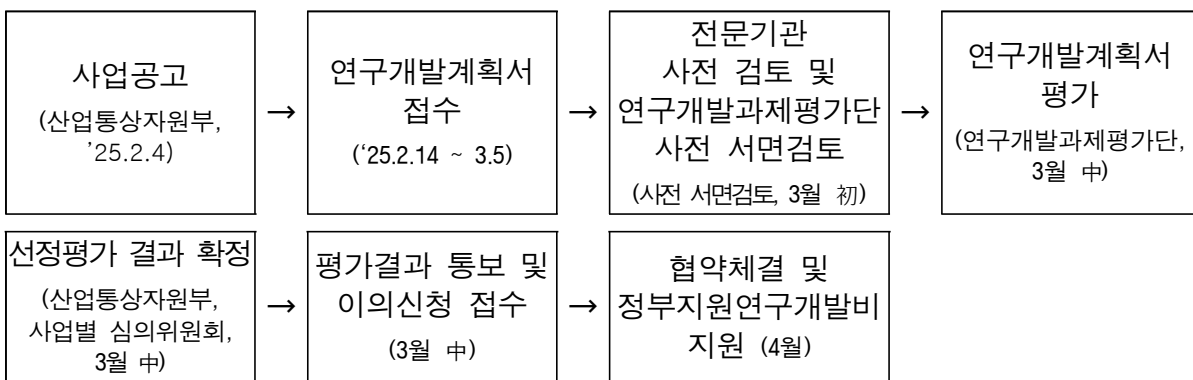 사업공고
(산업통상자원부,
’25.2.4)
→
연구개발계획서
접수
(‘25.2.14 ~ 3.5)
→
전문기관
사전 검토 및
연구개발과제평가단
사전 서면검토
(사전 서면검토, 3월 初)
→
연구개발계획서
평가
(연구개발과제평가단,
3월 中)
선정평가 결과 확정
(산업통상자원부,
사업별 심의위원회,
3월 中)
→
평가결과 통보 및
이의신청 접수
(3월 中)
→
협약체결 및
정부지원연구개발비
지원 (4월)